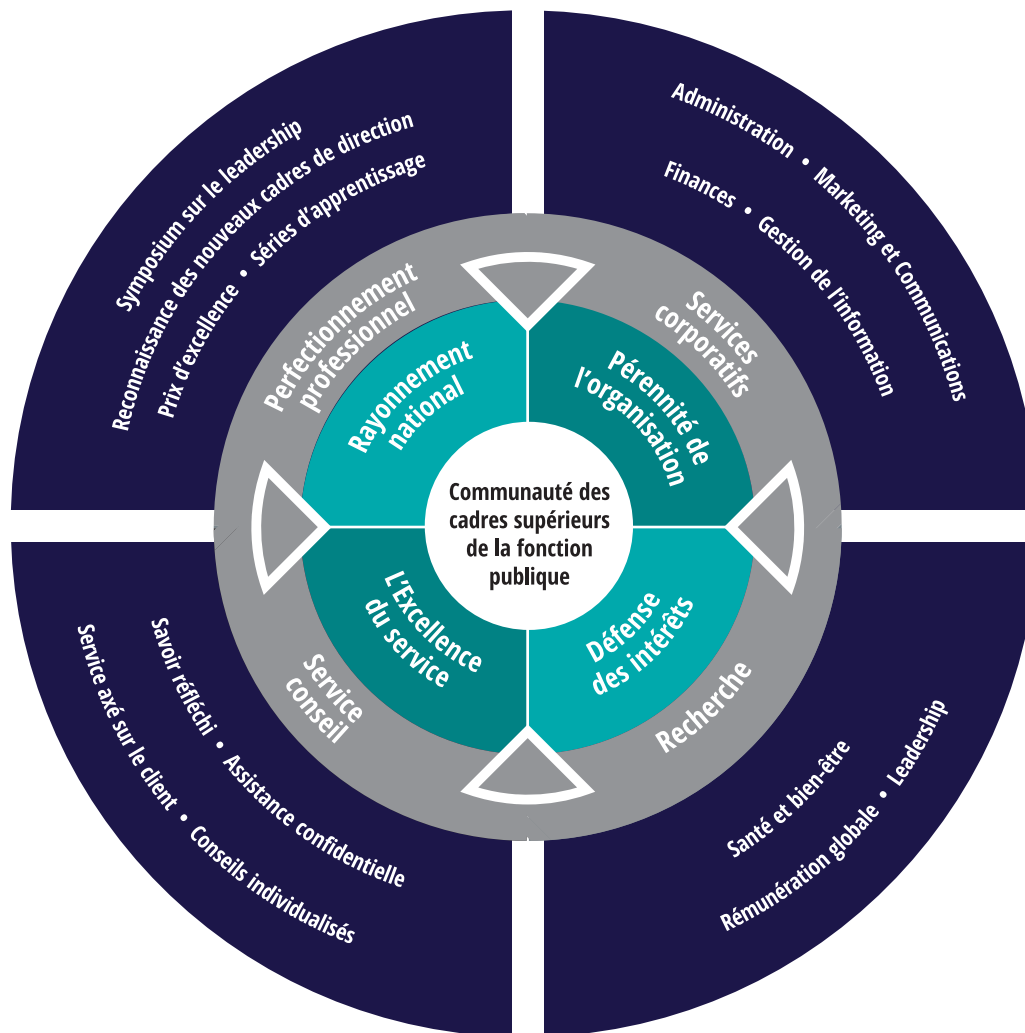 Symposium sur le leadership
Reconnaissance des nouveaux cadres de direction
Prix d'excellence • Séries d'apprentissage
Administration • Marketing et Communications
Finances • Gestion de l'information
Perfectionnement
professionnel
Services
corporatifs
Rayonnement
national
Pérennité de
l'organisation
Communauté des
cadres supérieurs
de la fonction
publique
L'Excellence
du service
Défense
des intérêts
Service
conseil
Recherche
Savoir réfléchi • Assistance confidentielle
Service axé sur le client • Conseils individualisés
Santé et bien-être
Rémunération globale • Leadership